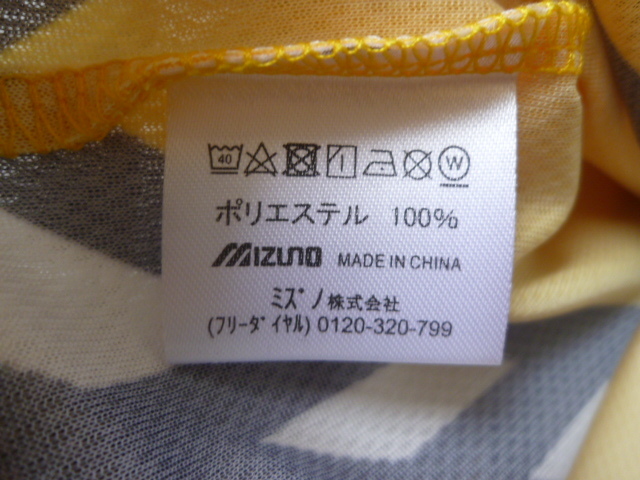 40 W
ポリエステル 100%
MIZUNO MADE IN CHINA
ミズノ株式会社
(フリーダイヤル) 0120-320-799